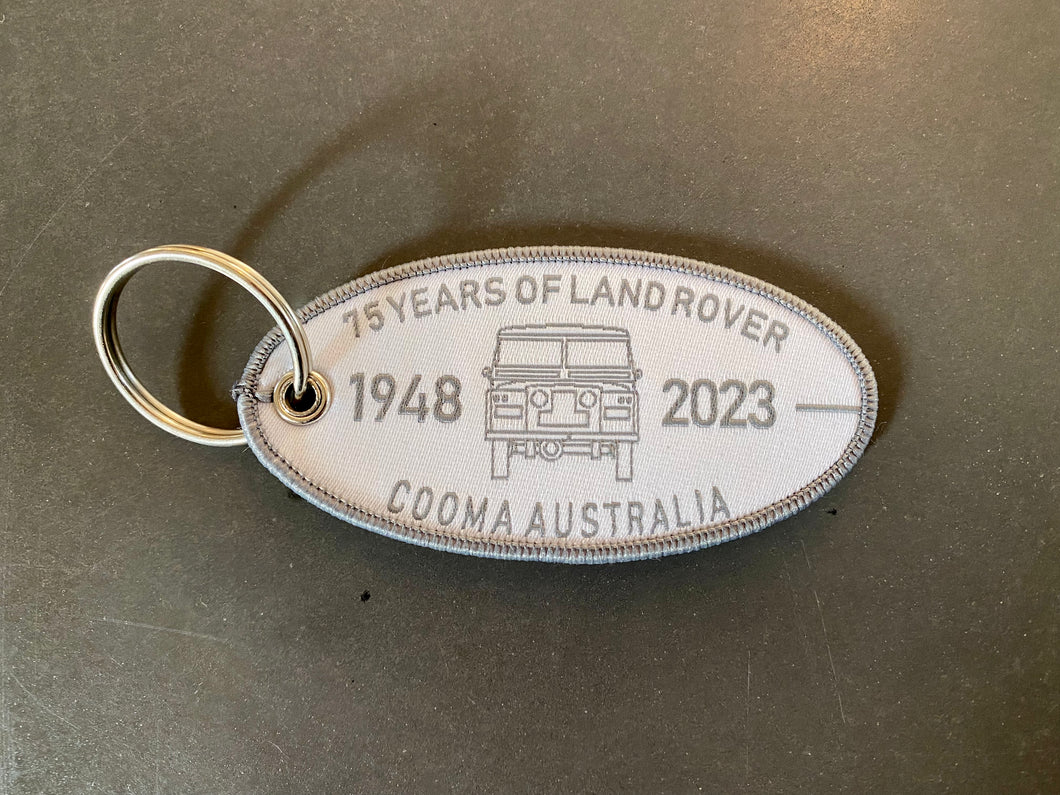 75 YEARS OF LAND ROVER
1948 2023
COOMA AUSTRALIA